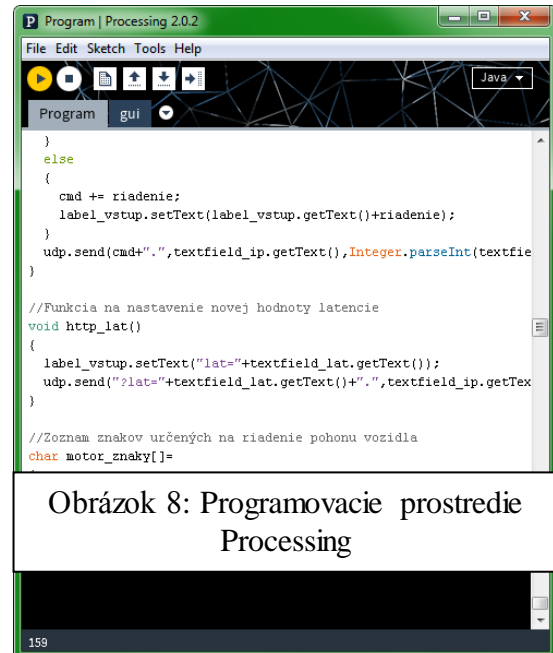 Program | Processing 2.0.2
File Edit Sketch Tools Help
Java
Program gui
}
else
{
cmd += riadenie;
label_vstup.setText(label_vstup.getText()+riadenie);
}
udp.send(cmd+".",textfield_ip.getText(),Integer.parseInt(textfie
}
//Funkcia na nastavenie novej hodnoty latencie
void http_lat()
{
label_vstup.setText("lat="+textfield_lat.getText());
udp.send("?lat="+textfield_lat.getText()+".",textfield_ip.getTex
}
//Zoznam znakov určených na riadenie pohonu vozidla
char motor_znaky[]=
Obrázok 8: Programovacie prostredie
Processing
159